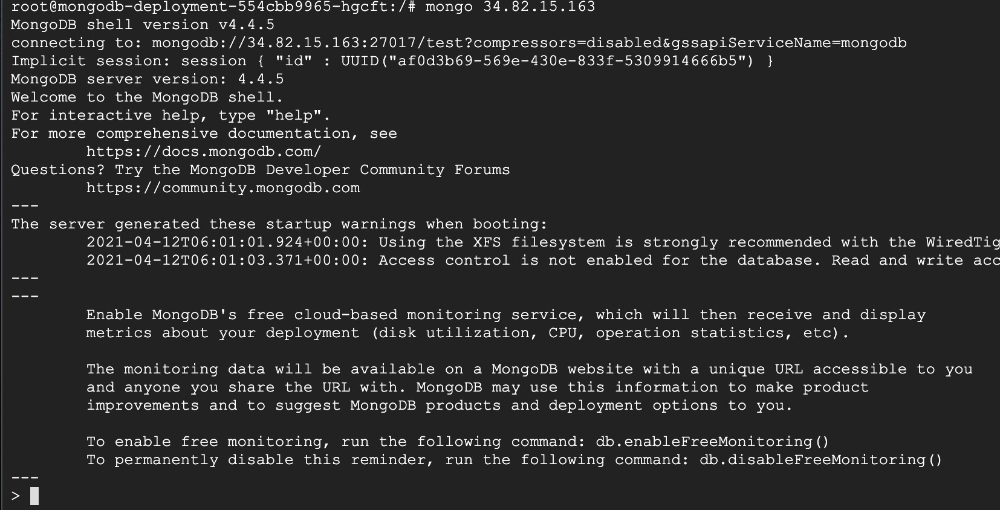 root@mongodb-deployment-554cbb9965-hgcft:/# mongo 34.82.15.163
MongoDB shell version v4.4.5
connecting to: mongodb://34.82.15.163:27017/test?compressors=disabled&gssapiServiceName=mongodb
Implicit session: session { "id" : UUID("af0d3b69-569e-430e-833f-5309914666b5") }
MongoDB server version: 4.4.5
Welcome to the MongoDB shell.
For interactive help, type "help".
For more comprehensive documentation, see
        https://docs.mongodb.com/
Questions? Try the MongoDB Developer Community Forums
        https://community.mongodb.com
---
The server generated these startup warnings when booting:
        2021-04-12T06:01:01.924+00:00: Using the XFS filesystem is strongly recommended with the WiredTig
        2021-04-12T06:01:03.371+00:00: Access control is not enabled for the database. Read and write acc
---
---
        Enable MongoDB's free cloud-based monitoring service, which will then receive and display
        metrics about your deployment (disk utilization, CPU, operation statistics, etc).

        The monitoring data will be available on a MongoDB website with a unique URL accessible to you
        and anyone you share the URL with. MongoDB may use this information to make product
        improvements and to suggest MongoDB products and deployment options to you.

        To enable free monitoring, run the following command: db.enableFreeMonitoring()
        To permanently disable this reminder, run the following command: db.disableFreeMonitoring()
---
>